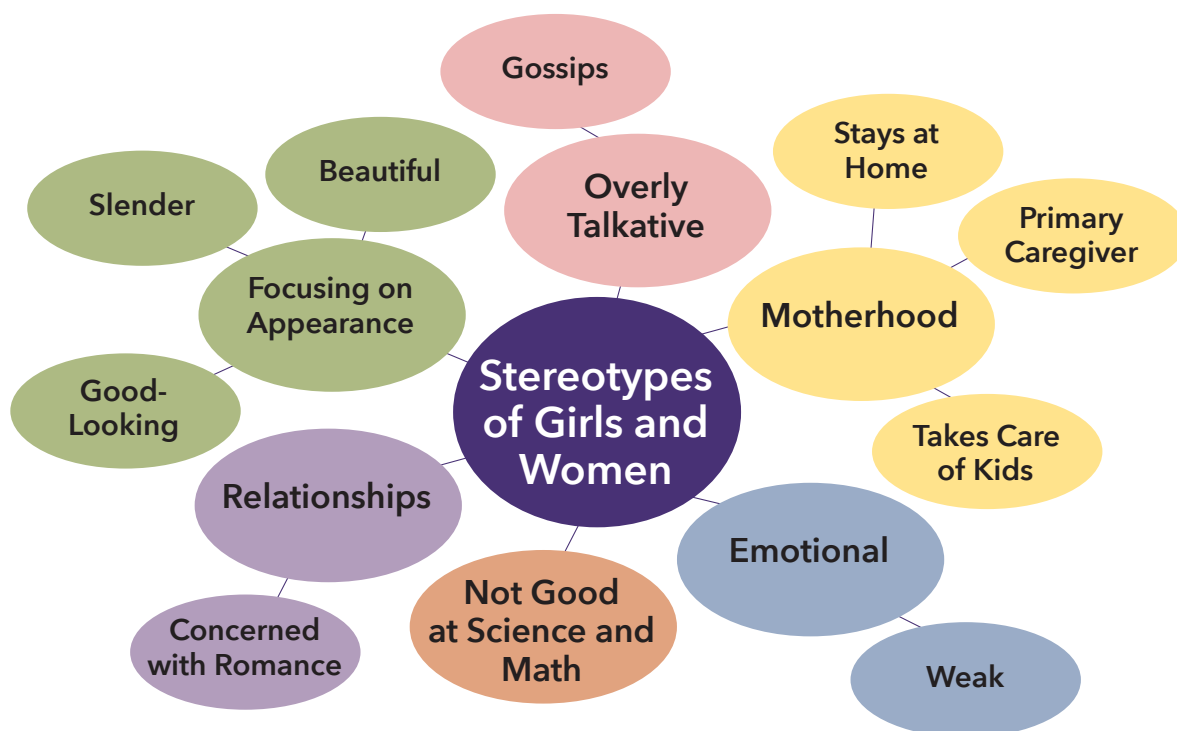 Gossips
Overly
Talkative
Stays at
Home
Primary
Caregiver
Motherhood
Takes Care
of Kids
Beautiful
Slender
Focusing on
Appearance
Good-
Looking
Stereotypes
of Girls and
Women
Relationships
Concerned
with Romance
Not Good
at Science and
Math
Emotional
Weak